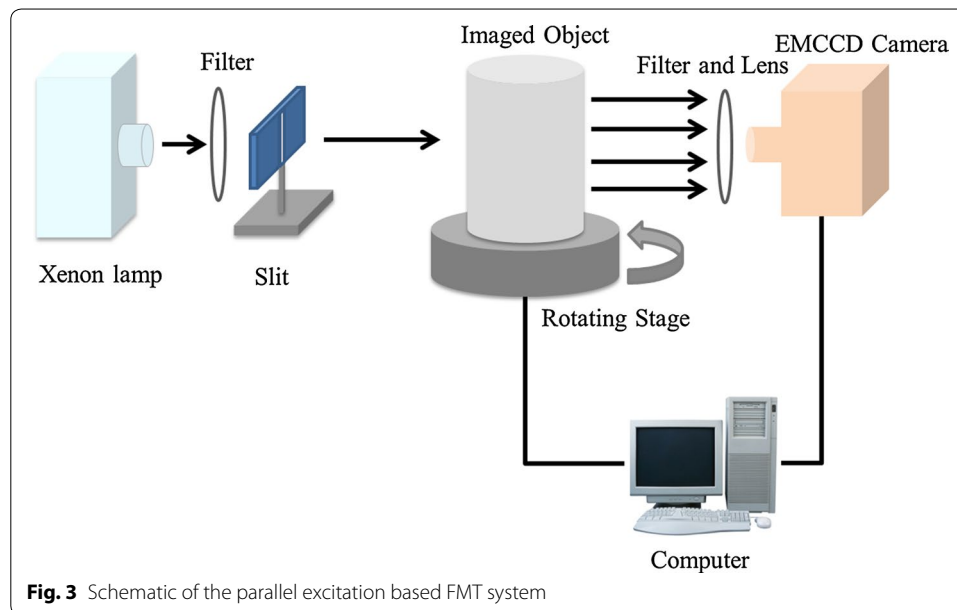 Imaged Object
EMCCD Camera
Filter
Filter and Lens
Xenon lamp
Slit
Rotating Stage
Computer
Fig. 3 Schematic of the parallel excitation based FMT system